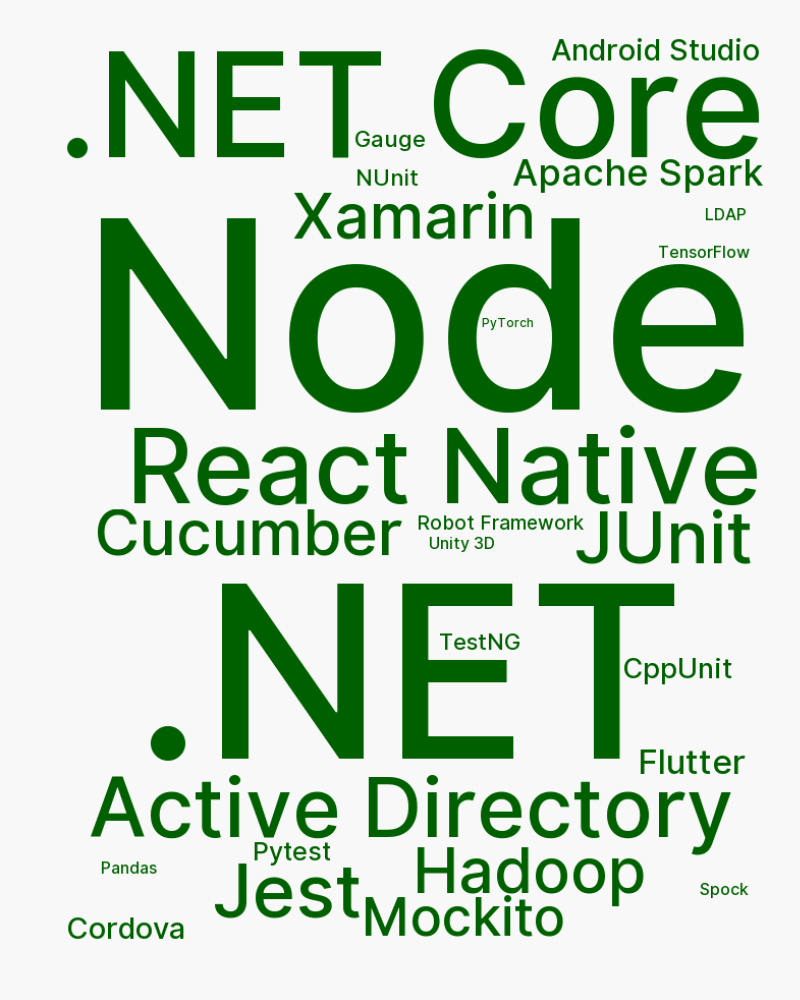 Android Studio
.NET Core
Gauge
Apache Spark
NUnit
Xamarin
LDAP
TensorFlow
Node
PyTorch
React Native
Cucumber
Robot Framework
JUnit
Unity 3D
.NET
TestNG
CppUnit
Flutter
Active Directory
Pytest
Hadoop
Pandas
Jest
Spock
Mockito
Cordova